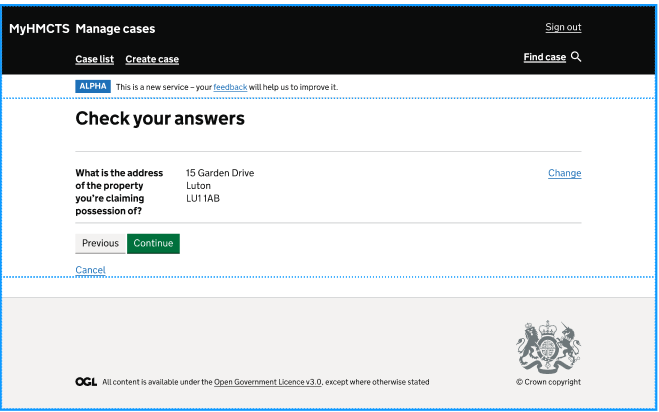 MyHMCTS Manage cases
Sign out
Case list Create case
Find case
ALPHA This is a new service – your feedback will help us to improve it.
Check your answers
What is the address of the property you're claiming possession of?
15 Garden Drive
Luton
LU1 1AB
Change
Previous Continue
Cancel
OGL All content is available under the Open Government Licence v3.0, except where otherwise stated
© Crown copyright